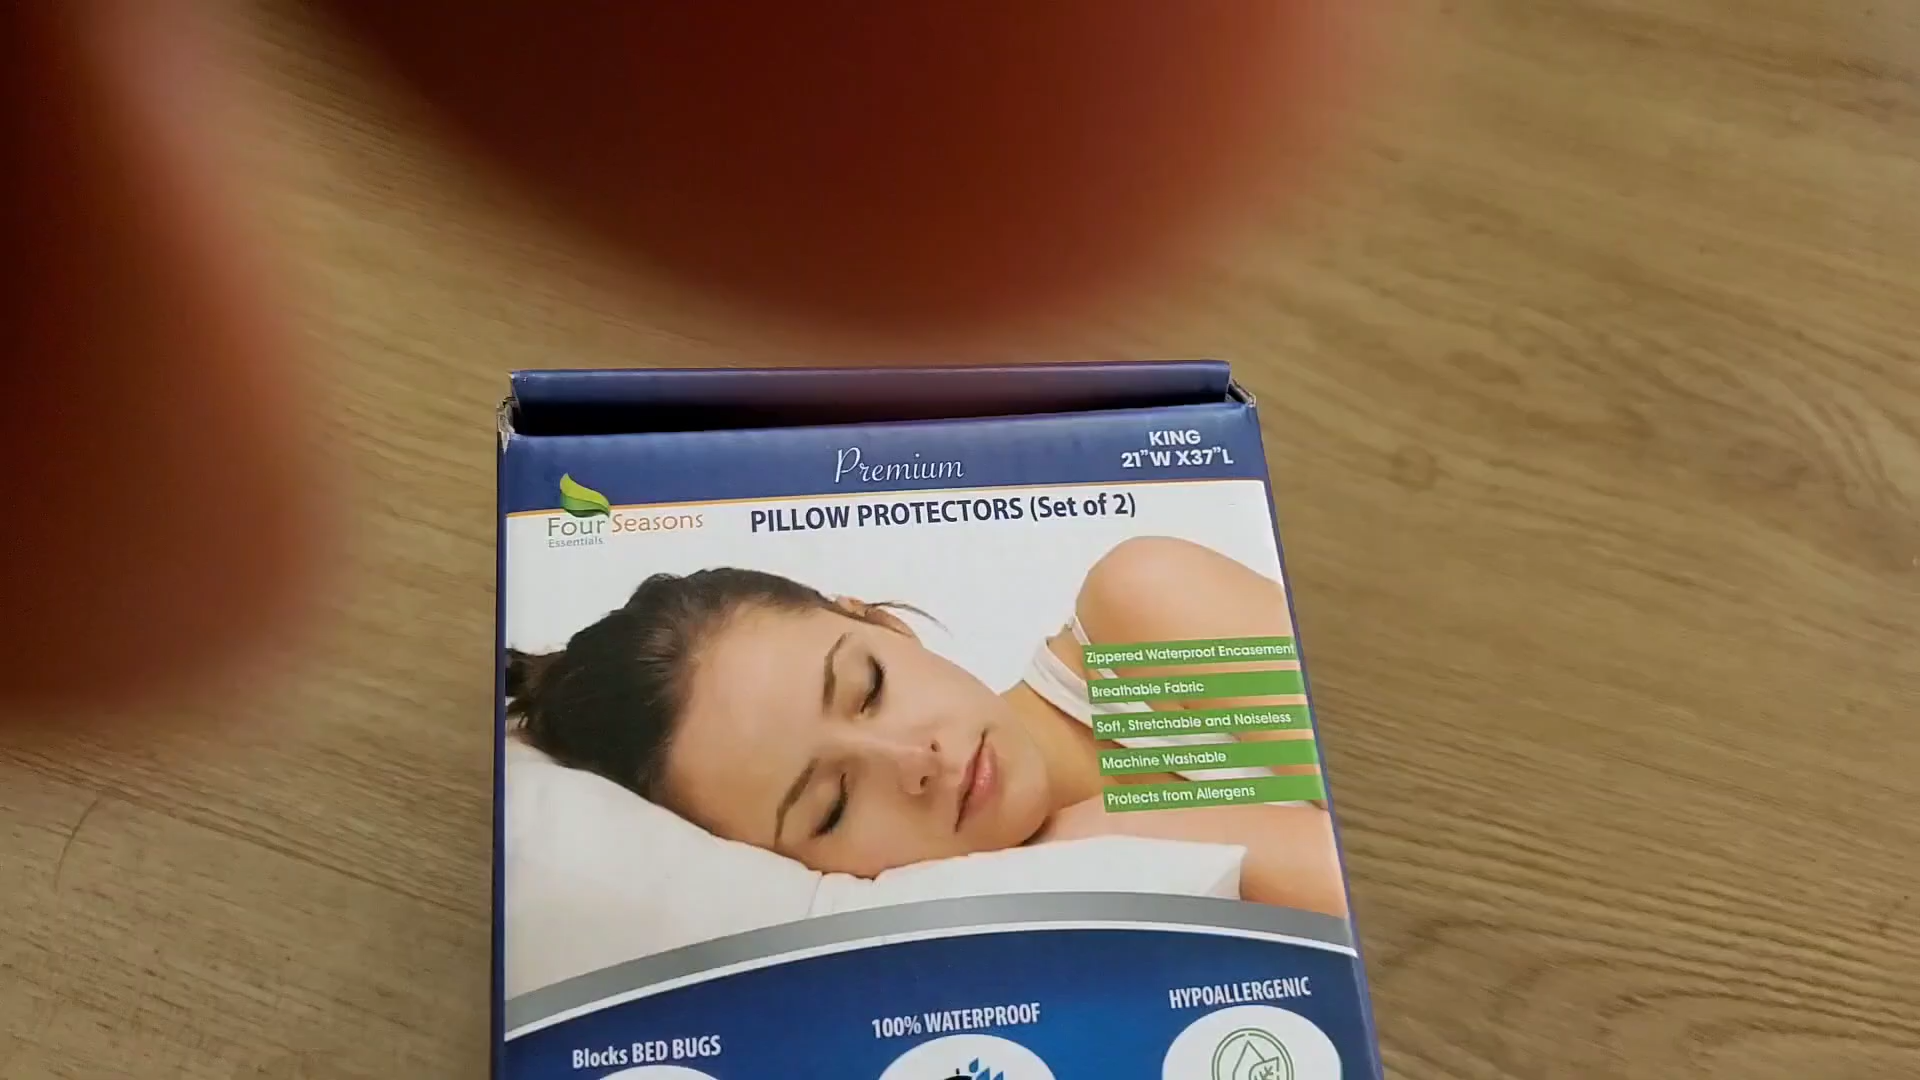 Premium
KING
21”W X37”L
Four Seasons
Essentials
PILLOW PROTECTORS (Set of 2)
Zippered Waterproof Encasement
Breathable Fabric
Soft, Stretchable and Noiseless
Machine Washable
Protects from Allergens
Blocks BED BUGS
100% WATERPROOF
HYPOALLERGENIC